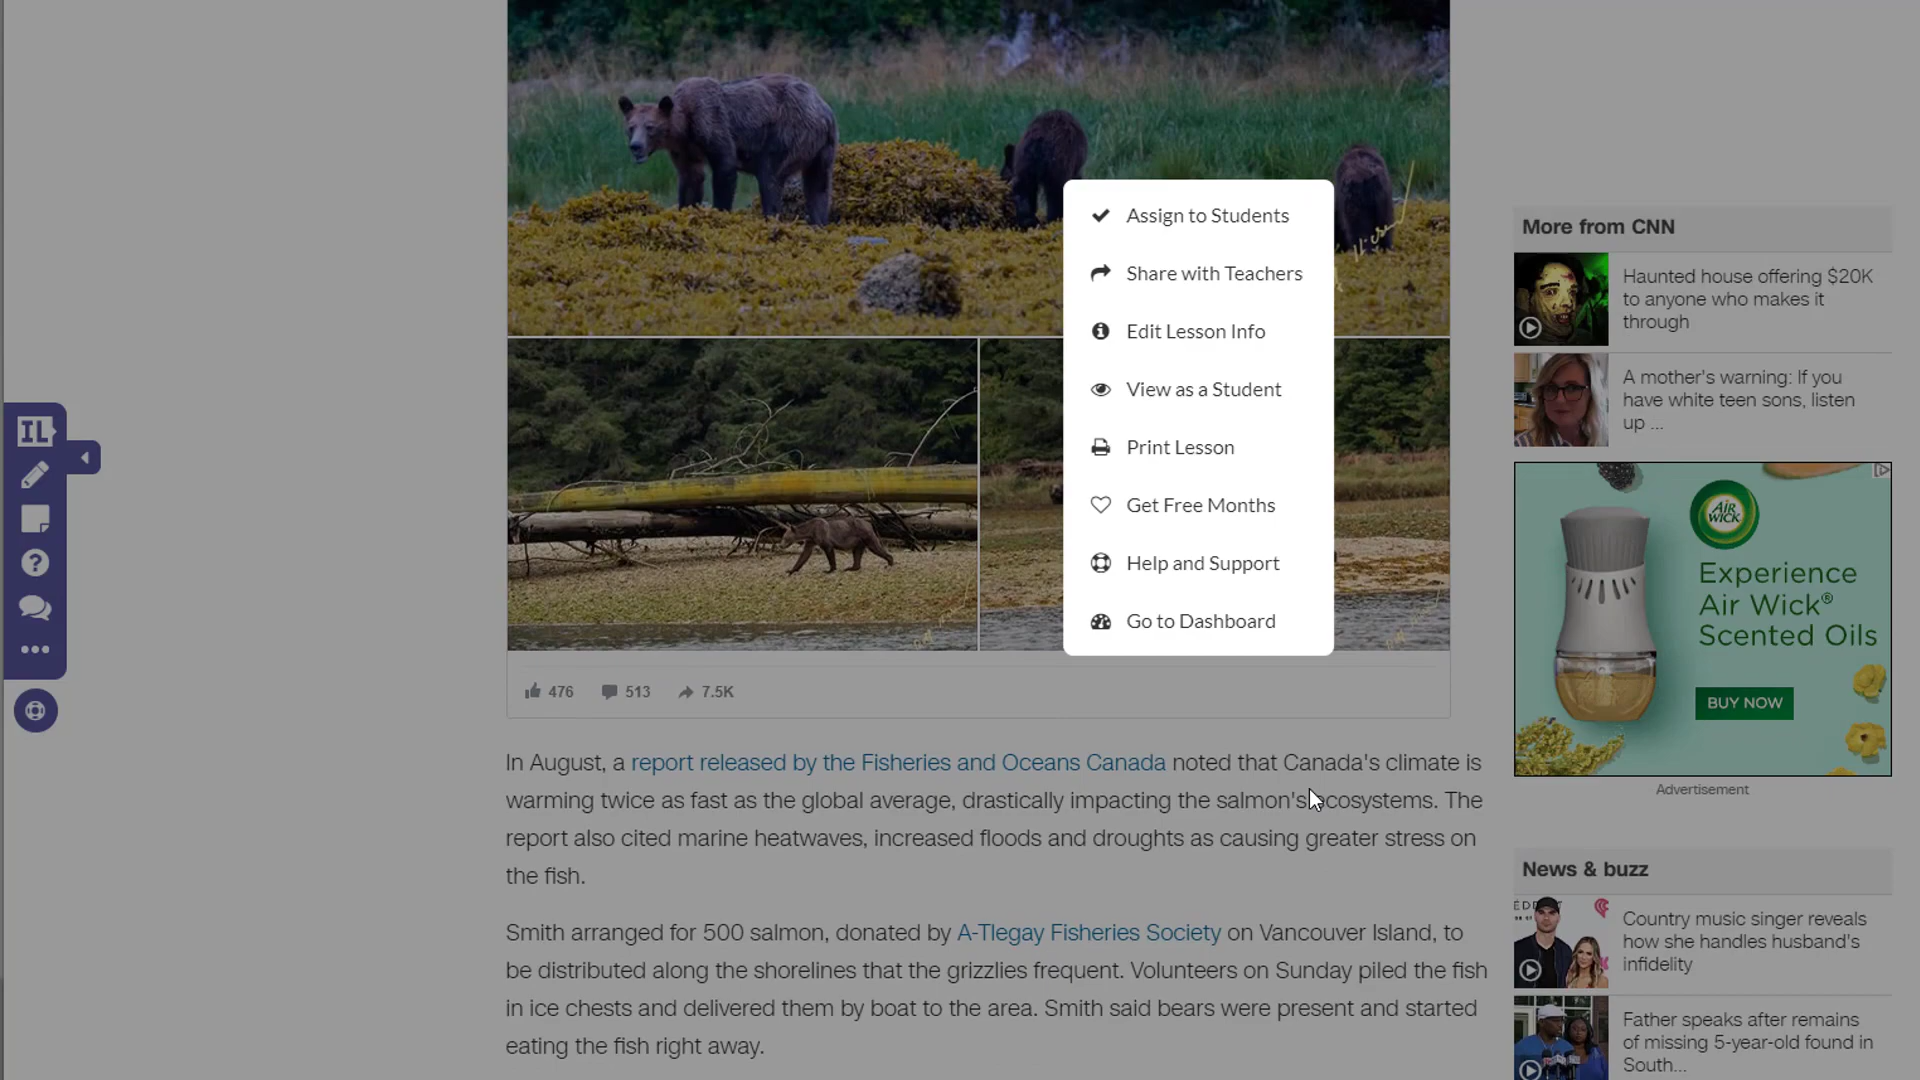 Assign to Students
Share with Teachers
Edit Lesson Info
View as a Student
Print Lesson
Get Free Months
Help and Support
Go to Dashboard
IL
476 513 7.5K
In August, a report released by the Fisheries and Oceans Canada noted that Canada's climate is
warming twice as fast as the global average, drastically impacting the salmon's ecosystems. The
report also cited marine heatwaves, increased floods and droughts as causing greater stress on
the fish.
Smith arranged for 500 salmon, donated by A-Tlegay Fisheries Society on Vancouver Island, to
be distributed along the shorelines that the grizzlies frequent. Volunteers on Sunday piled the fish
in ice chests and delivered them by boat to the area. Smith said bears were present and started
eating the fish right away.
More from CNN
Haunted house offering $20K
to anyone who makes it
through
A mother's warning: If you
have white teen sons, listen
up ...
AIR
WICK
Experience
Air Wick®
Scented Oils
BUY NOW
Advertisement
News & buzz
Country music singer reveals
how she handles husband's
infidelity
Father speaks after remains
of missing 5-year-old found in
South...